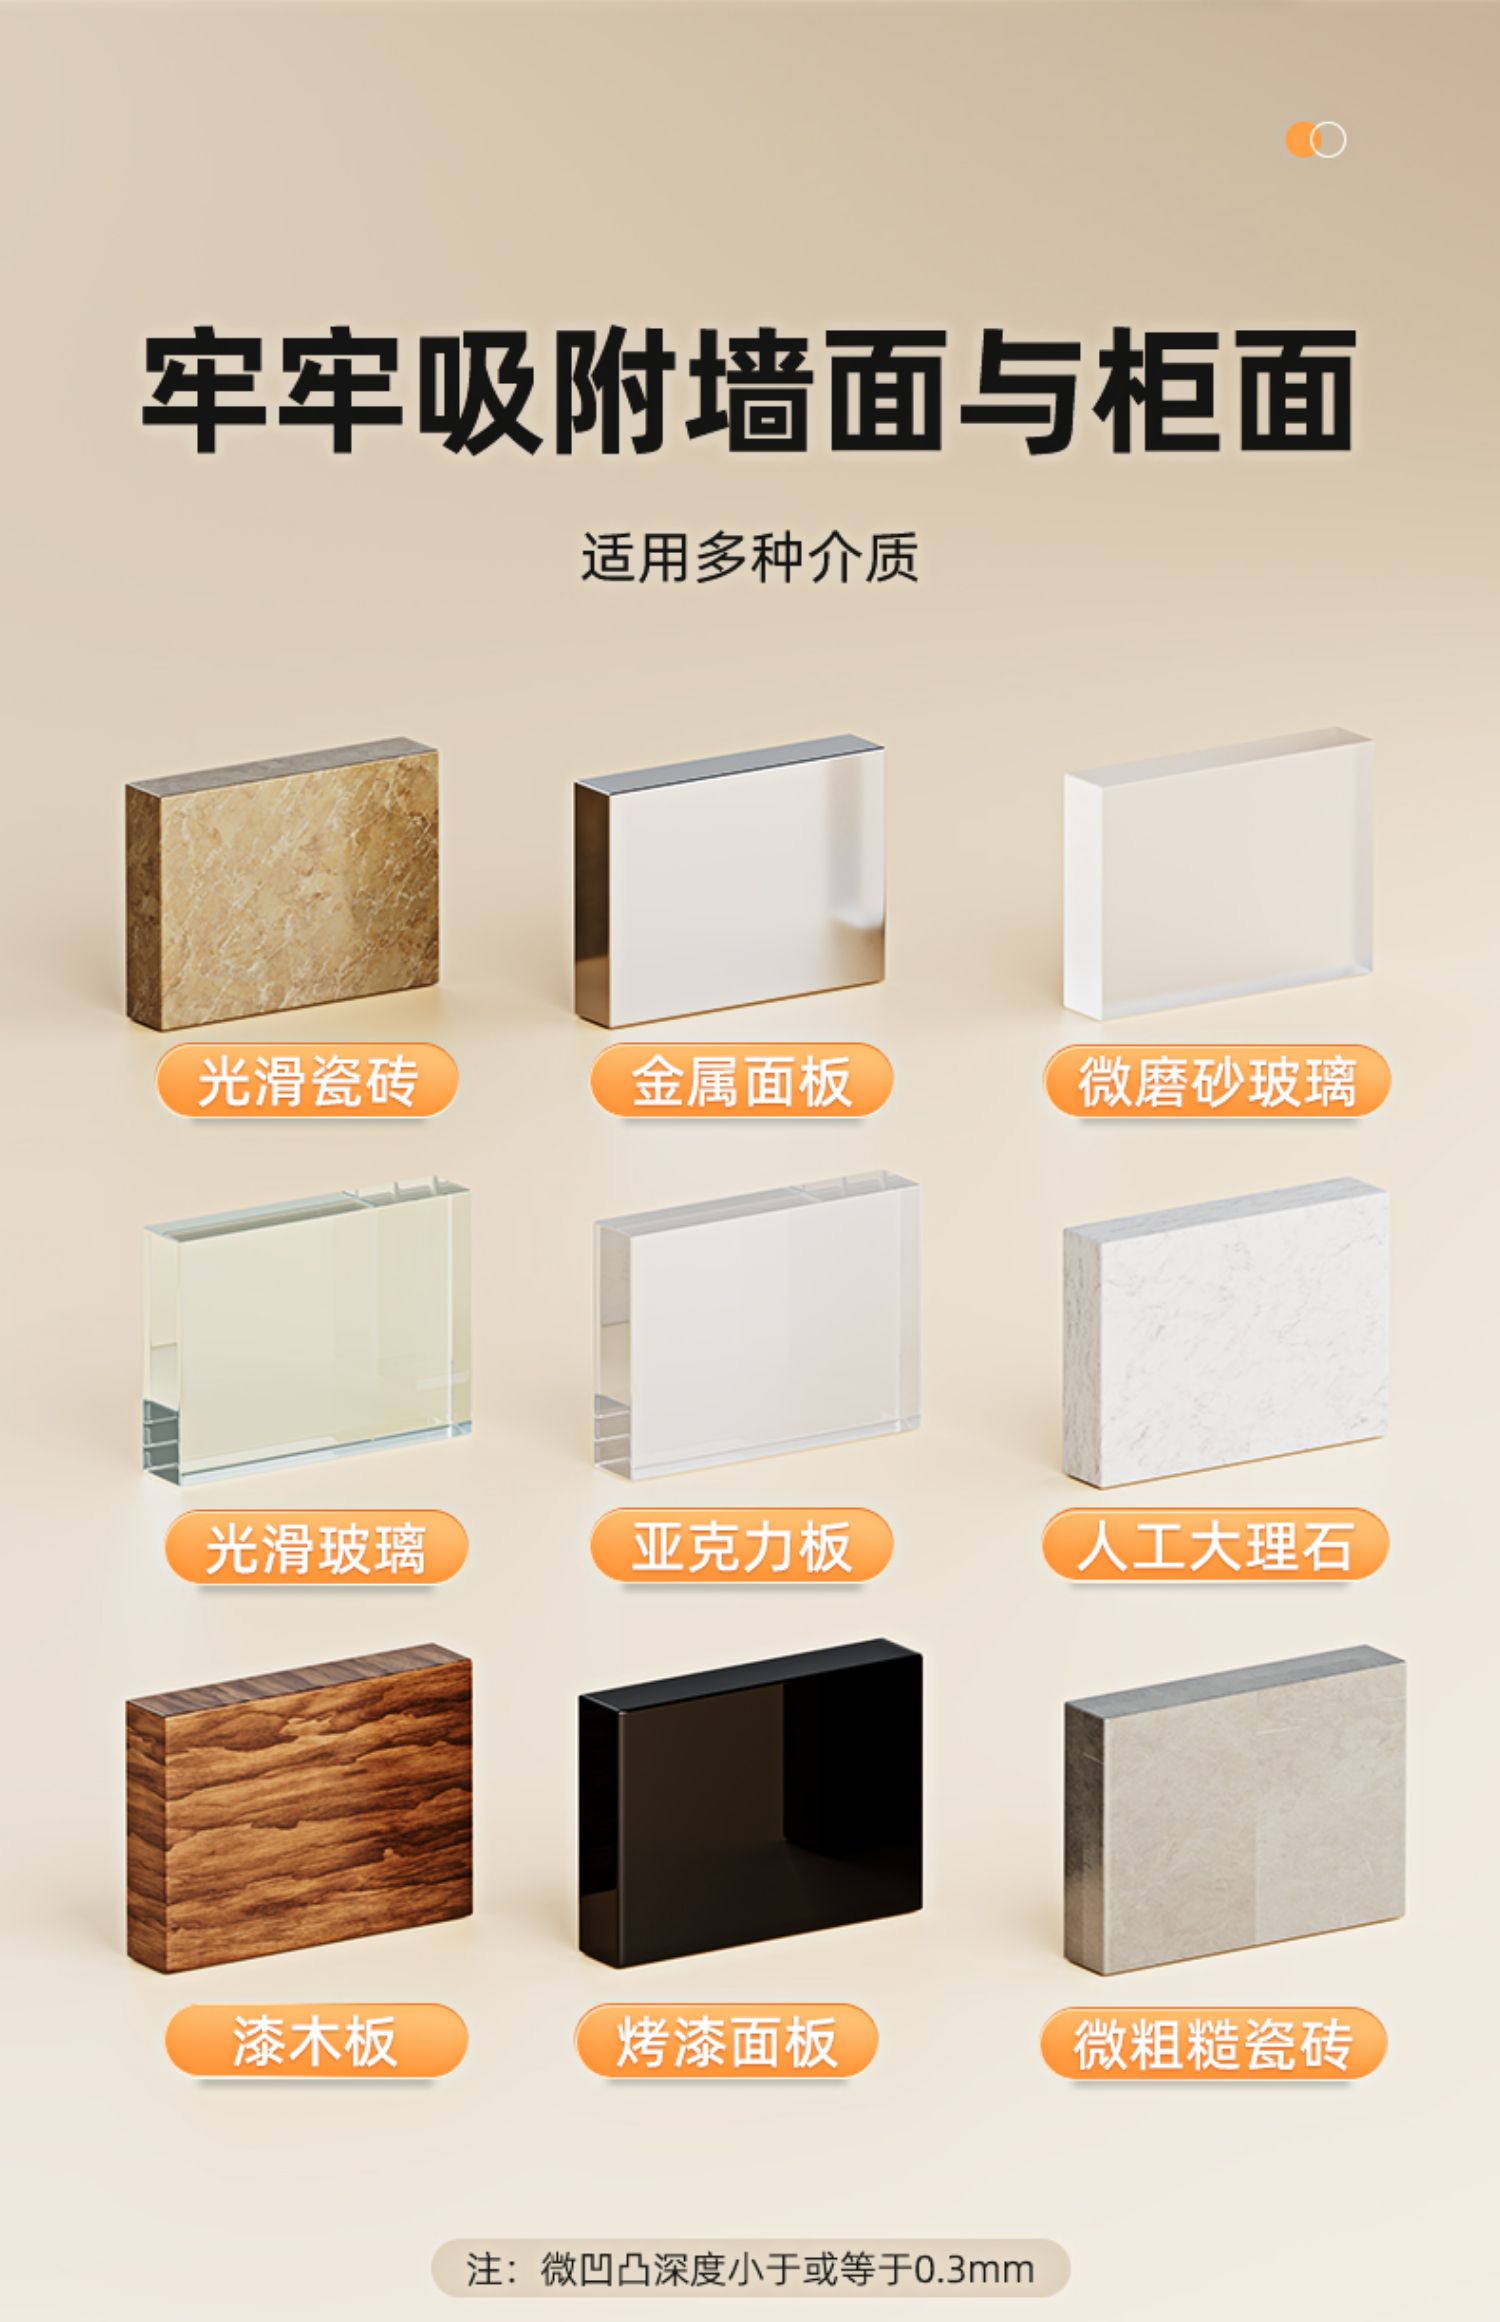 牢牢吸附墙面与柜面
适用多种介质
光滑瓷砖
金属面板
微磨砂玻璃
光滑玻璃
亚克力板
人工大理石
漆木板
烤漆面板
微粗糙瓷砖
注：微凹凸深度小于或等于0.3mm